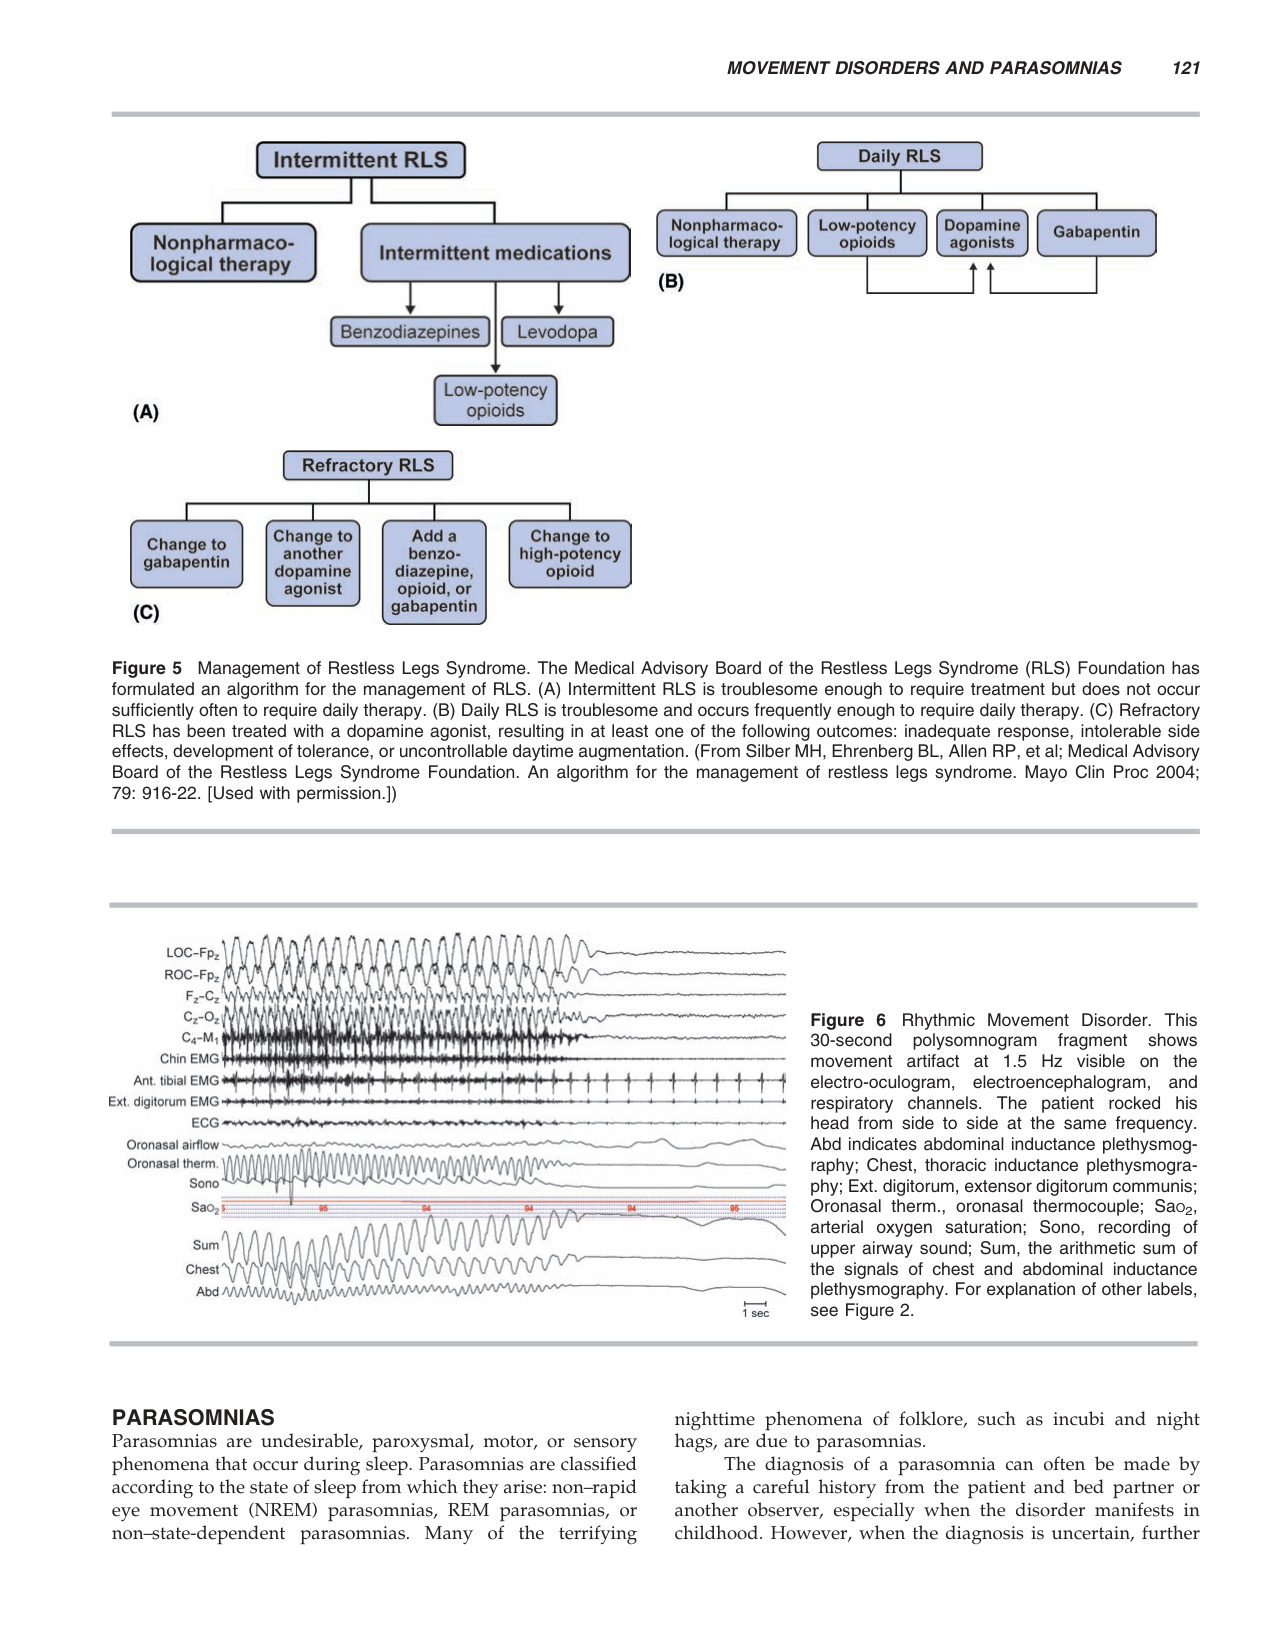 MOVEMENT DISORDERS AND PARASOMNIAS 121
Intermittent RLS
Nonpharmaco-
logical therapy
Intermittent medications
Benzodiazepines
Levodopa
Low-potency
opioids
(A)
Daily RLS
Nonpharmaco-
logical therapy
Low-potency
opioids
Dopamine
agonists
Gabapentin
(B)
Refractory RLS
Change to
gabapentin
Change to
another
dopamine
agonist
Add a
benzo-
diazepine,
opioid, or
gabapentin
Change to
high-potency
opioid
(C)
Figure 5 Management of Restless Legs Syndrome. The Medical Advisory Board of the Restless Legs Syndrome (RLS) Foundation has
formulated an algorithm for the management of RLS. (A) Intermittent RLS is troublesome enough to require treatment but does not occur
sufficiently often to require daily therapy. (B) Daily RLS is troublesome and occurs frequently enough to require daily therapy. (C) Refractory
RLS has been treated with a dopamine agonist, resulting in at least one of the following outcomes: inadequate response, intolerable side
effects, development of tolerance, or uncontrollable daytime augmentation. (From Silber MH, Ehrenberg BL, Allen RP, et al; Medical Advisory
Board of the Restless Legs Syndrome Foundation. An algorithm for the management of restless legs syndrome. Mayo Clin Proc 2004;
79: 916-22. [Used with permission.])
LOC–Fpz
ROC–Fpz
Fz–Cz
Cz–Oz
C4–M1
Chin EMG
Ant. tibial EMG
Ext. digitorum EMG
ECG
Oronasal airflow
Oronasal therm.
Sono
SaO2 95 94 94 94 95
Sum
Chest
Abd
1 sec
Figure 6 Rhythmic Movement Disorder. This
30-second polysomnogram fragment shows
movement artifact at 1.5 Hz visible on the
electro-oculogram, electroencephalogram, and
respiratory channels. The patient rocked his
head from side to side at the same frequency.
Abd indicates abdominal inductance plethysmog-
raphy; Chest, thoracic inductance plethysmogra-
phy; Ext. digitorum, extensor digitorum communis;
Oronasal therm., oronasal thermocouple; SaO2,
arterial oxygen saturation; Sono, recording of
upper airway sound; Sum, the arithmetic sum of
the signals of chest and abdominal inductance
plethysmography. For explanation of other labels,
see Figure 2.
PARASOMNIAS
Parasomnias are undesirable, paroxysmal, motor, or sensory
phenomena that occur during sleep. Parasomnias are classified
according to the state of sleep from which they arise: non–rapid
eye movement (NREM) parasomnias, REM parasomnias, or
non–state-dependent parasomnias. Many of the terrifying
nighttime phenomena of folklore, such as incubi and night
hags, are due to parasomnias.
The diagnosis of a parasomnia can often be made by
taking a careful history from the patient and bed partner or
another observer, especially when the disorder manifests in
childhood. However, when the diagnosis is uncertain, further